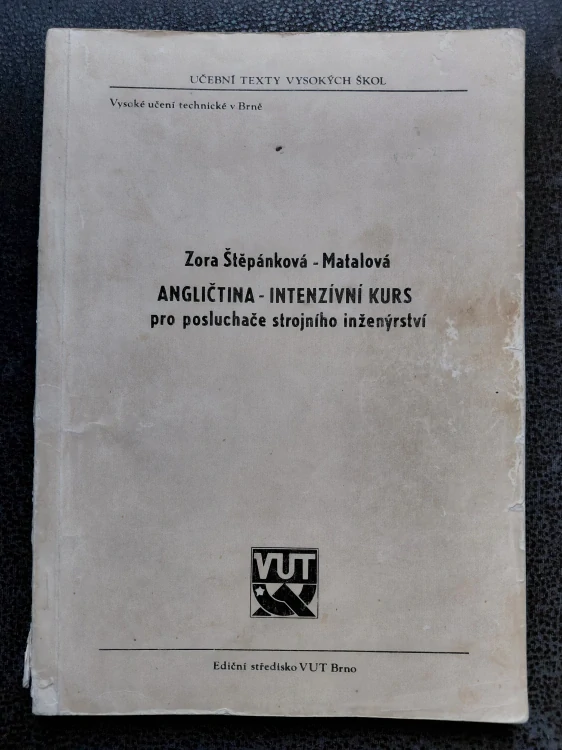 UČEBNÍ TEXTY VYSOKÝCH ŠKOL
Vysoké učení technické v Brně
Zora Štěpánková - Matalová
ANGLIČTINA - INTENZÍVNÍ KURS
pro posluchače strojního inženýrství
VUT
Ediční středisko VUT Brno